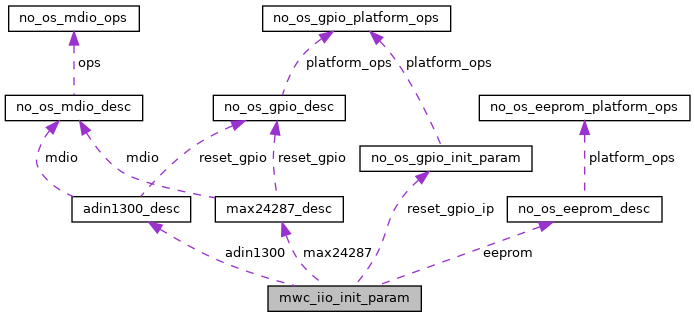 no_os_mdio_ops
no_os_gpio_platform_ops
ops
platform_ops
platform_ops
no_os_mdio_desc
no_os_gpio_desc
no_os_eeprom_platform_ops
mdio
mdio
reset_gpio
reset_gpio
no_os_gpio_init_param
platform_ops
adin1300_desc
max24287_desc
reset_gpio_ip
no_os_eeprom_desc
adin1300
max24287
eeprom
mwc_iio_init_param